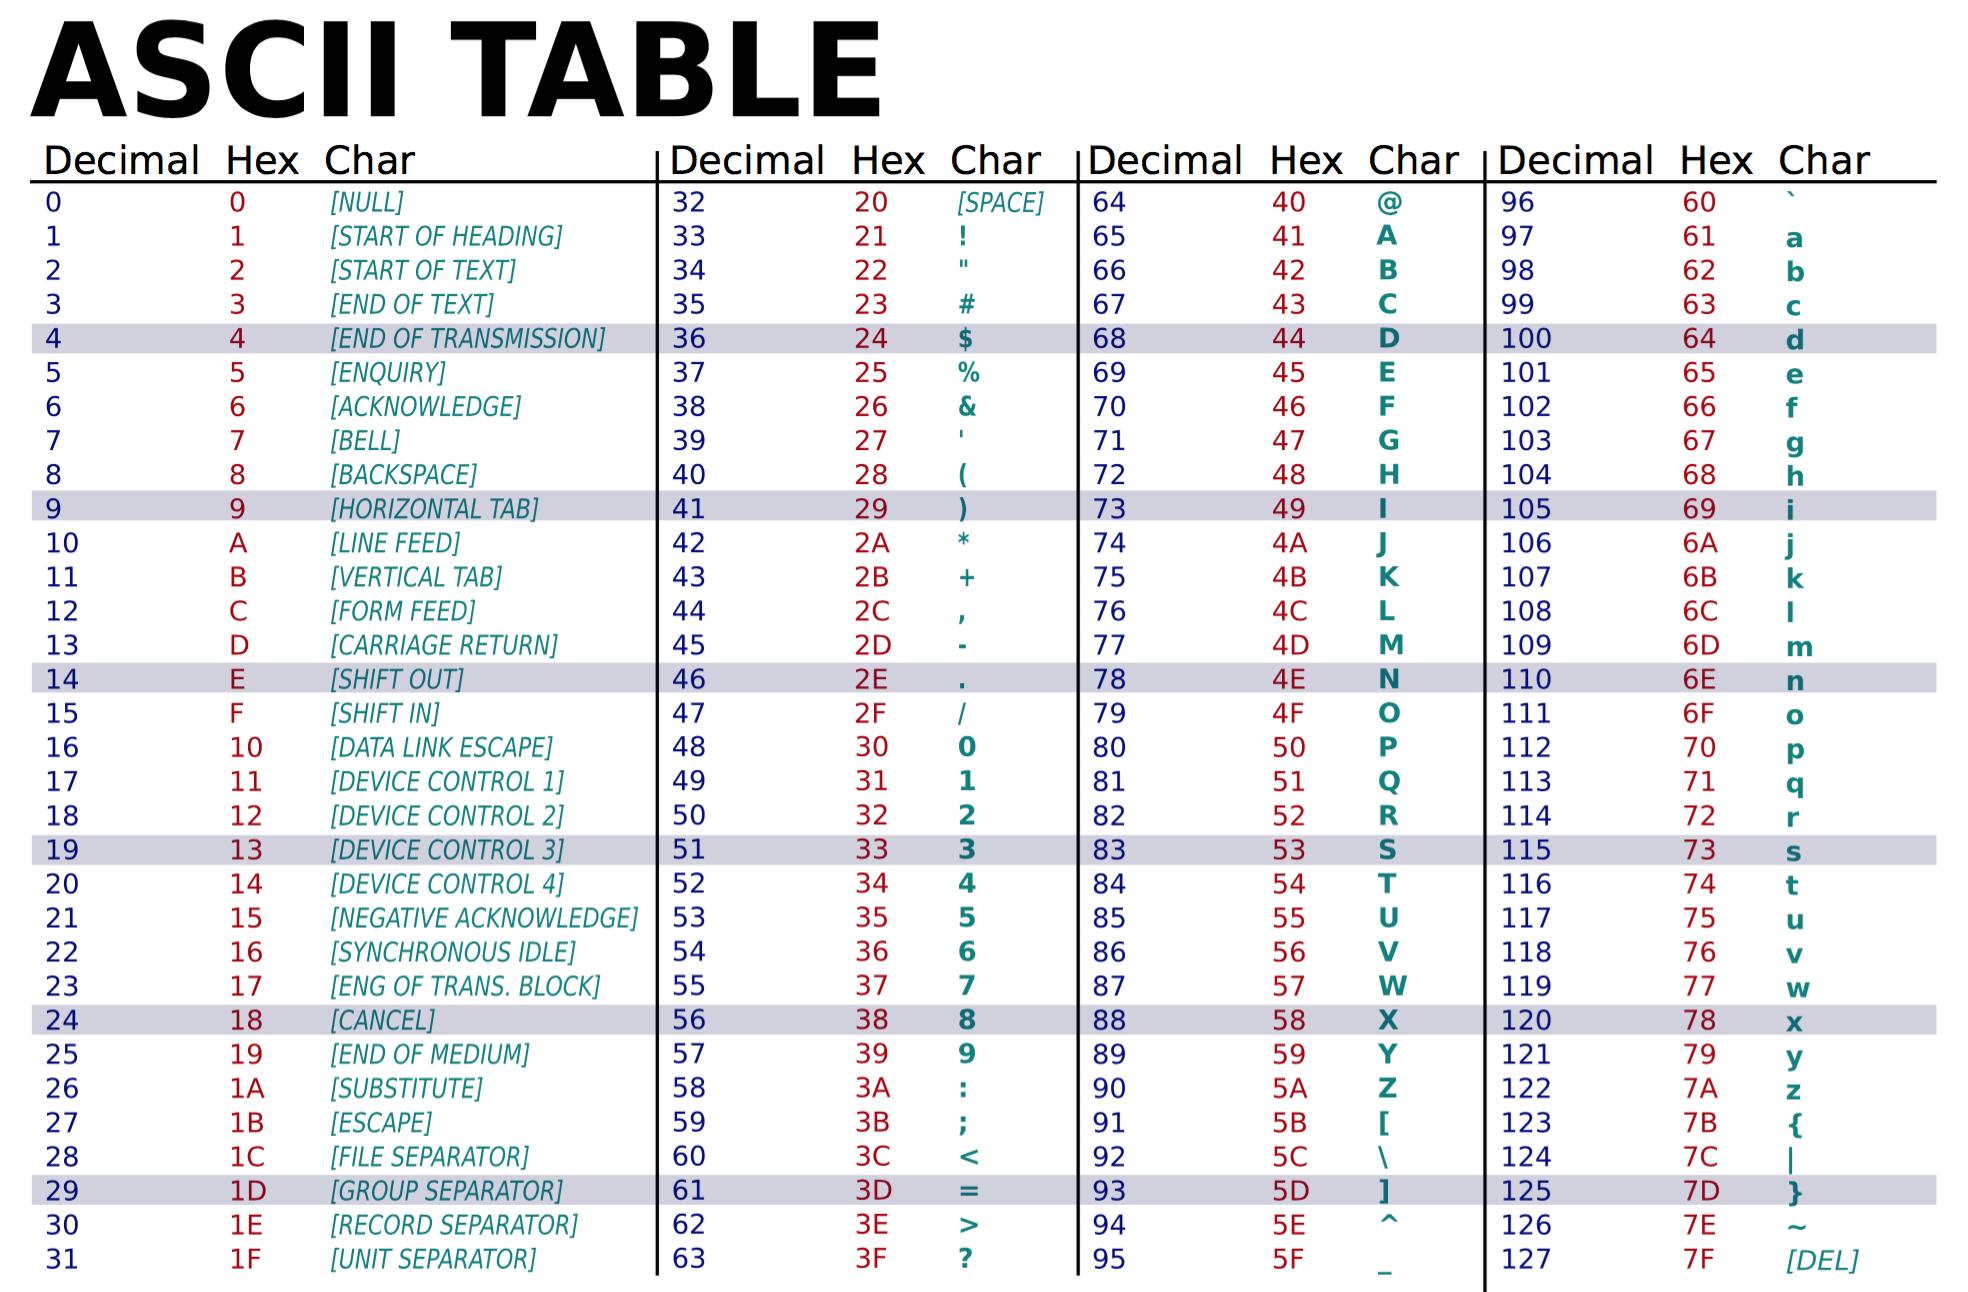 ASCII TABLE
Decimal Hex Char Decimal Hex Char Decimal Hex Char Decimal Hex Char
0 0 [NULL] 32 20 [SPACE] 64 40 @ 96 60 `
1 1 [START OF HEADING] 33 21 ! 65 41 A 97 61 a
2 2 [START OF TEXT] 34 22 " 66 42 B 98 62 b
3 3 [END OF TEXT] 35 23 # 67 43 C 99 63 c
4 4 [END OF TRANSMISSION] 36 24 $ 68 44 D 100 64 d
5 5 [ENQUIRY] 37 25 % 69 45 E 101 65 e
6 6 [ACKNOWLEDGE] 38 26 & 70 46 F 102 66 f
7 7 [BELL] 39 27 ' 71 47 G 103 67 g
8 8 [BACKSPACE] 40 28 ( 72 48 H 104 68 h
9 9 [HORIZONTAL TAB] 41 29 ) 73 49 I 105 69 i
10 A [LINE FEED] 42 2A * 74 4A J 106 6A j
11 B [VERTICAL TAB] 43 2B + 75 4B K 107 6B k
12 C [FORM FEED] 44 2C , 76 4C L 108 6C l
13 D [CARRIAGE RETURN] 45 2D - 77 4D M 109 6D m
14 E [SHIFT OUT] 46 2E . 78 4E N 110 6E n
15 F [SHIFT IN] 47 2F / 79 4F O 111 6F o
16 10 [DATA LINK ESCAPE] 48 30 0 80 50 P 112 70 p
17 11 [DEVICE CONTROL 1] 49 31 1 81 51 Q 113 71 q
18 12 [DEVICE CONTROL 2] 50 32 2 82 52 R 114 72 r
19 13 [DEVICE CONTROL 3] 51 33 3 83 53 S 115 73 s
20 14 [DEVICE CONTROL 4] 52 34 4 84 54 T 116 74 t
21 15 [NEGATIVE ACKNOWLEDGE] 53 35 5 85 55 U 117 75 u
22 16 [SYNCHRONOUS IDLE] 54 36 6 86 56 V 118 76 v
23 17 [ENG OF TRANS. BLOCK] 55 37 7 87 57 W 119 77 w
24 18 [CANCEL] 56 38 8 88 58 X 120 78 x
25 19 [END OF MEDIUM] 57 39 9 89 59 Y 121 79 y
26 1A [SUBSTITUTE] 58 3A : 90 5A Z 122 7A z
27 1B [ESCAPE] 59 3B ; 91 5B [ 123 7B {
28 1C [FILE SEPARATOR] 60 3C < 92 5C \ 124 7C |
29 1D [GROUP SEPARATOR] 61 3D = 93 5D ] 125 7D }
30 1E [RECORD SEPARATOR] 62 3E > 94 5E ^ 126 7E ~
31 1F [UNIT SEPARATOR] 63 3F ? 95 5F _ 127 7F [DEL]